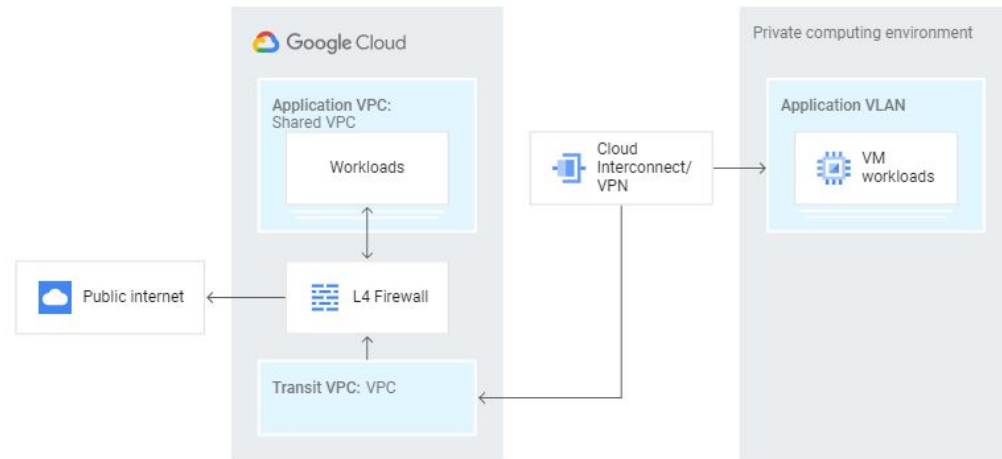 Google Cloud
Application VPC:
Shared VPC
Workloads
Public internet
L4 Firewall
Transit VPC: VPC
Cloud
Interconnect/
VPN
Private computing environment
Application VLAN
VM
workloads